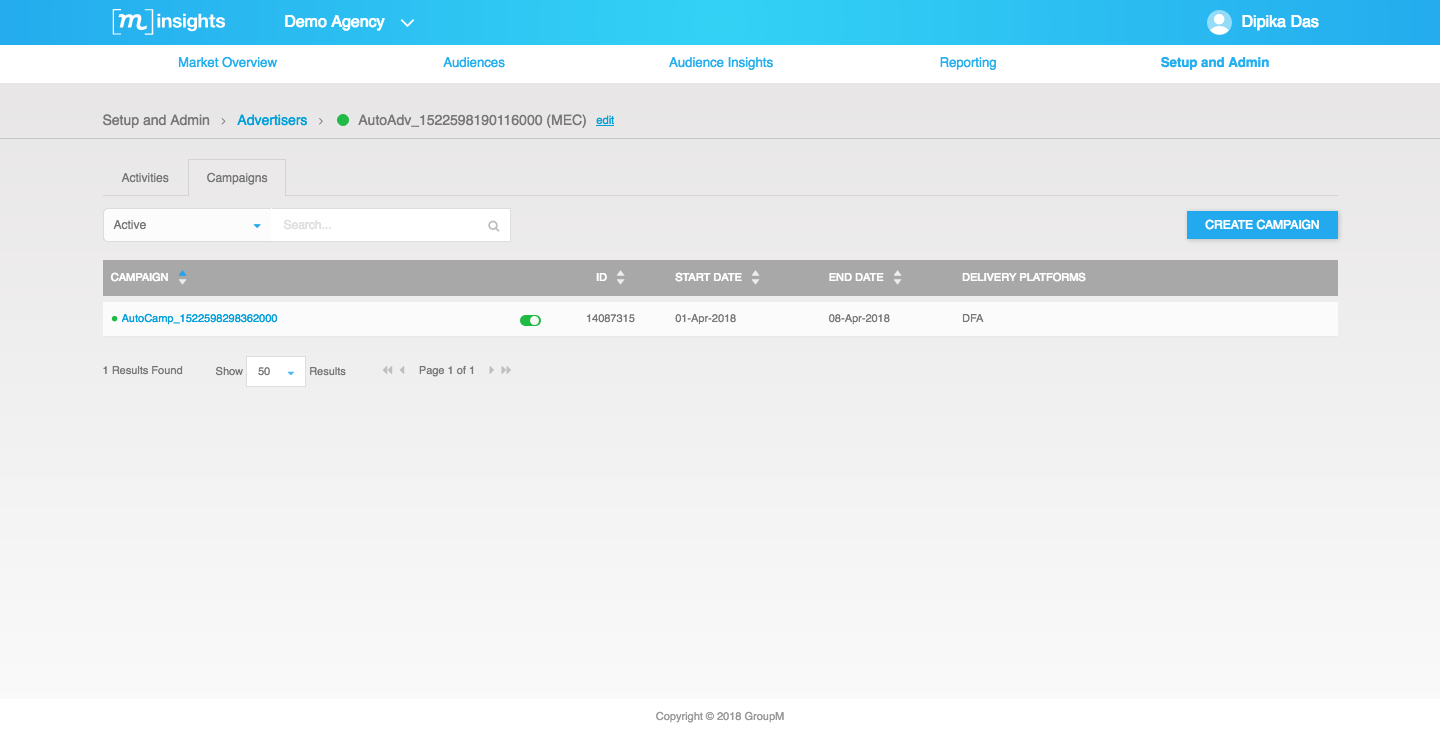 [m]insights Demo Agency Dipika Das
Market Overview Audiences Audience Insights Reporting Setup and Admin
Setup and Admin > Advertisers > AutoAdv_1522598190116000 (MEC) edit
Activities Campaigns
Active Search... CREATE CAMPAIGN
CAMPAIGN ID START DATE END DATE DELIVERY PLATFORMS
AutoCamp_1522598298362000 14087315 01-Apr-2018 08-Apr-2018 DFA
1 Results Found Show 50 Results Page 1 of 1
Copyright © 2018 GroupM